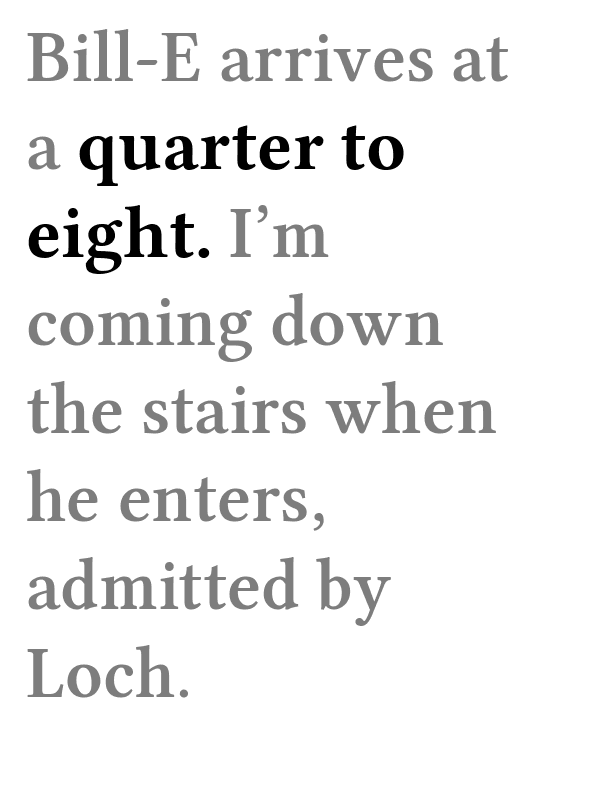 Bill-E arrives at
a quarter to
eight. I’m
coming down
the stairs when
he enters,
admitted by
Loch.